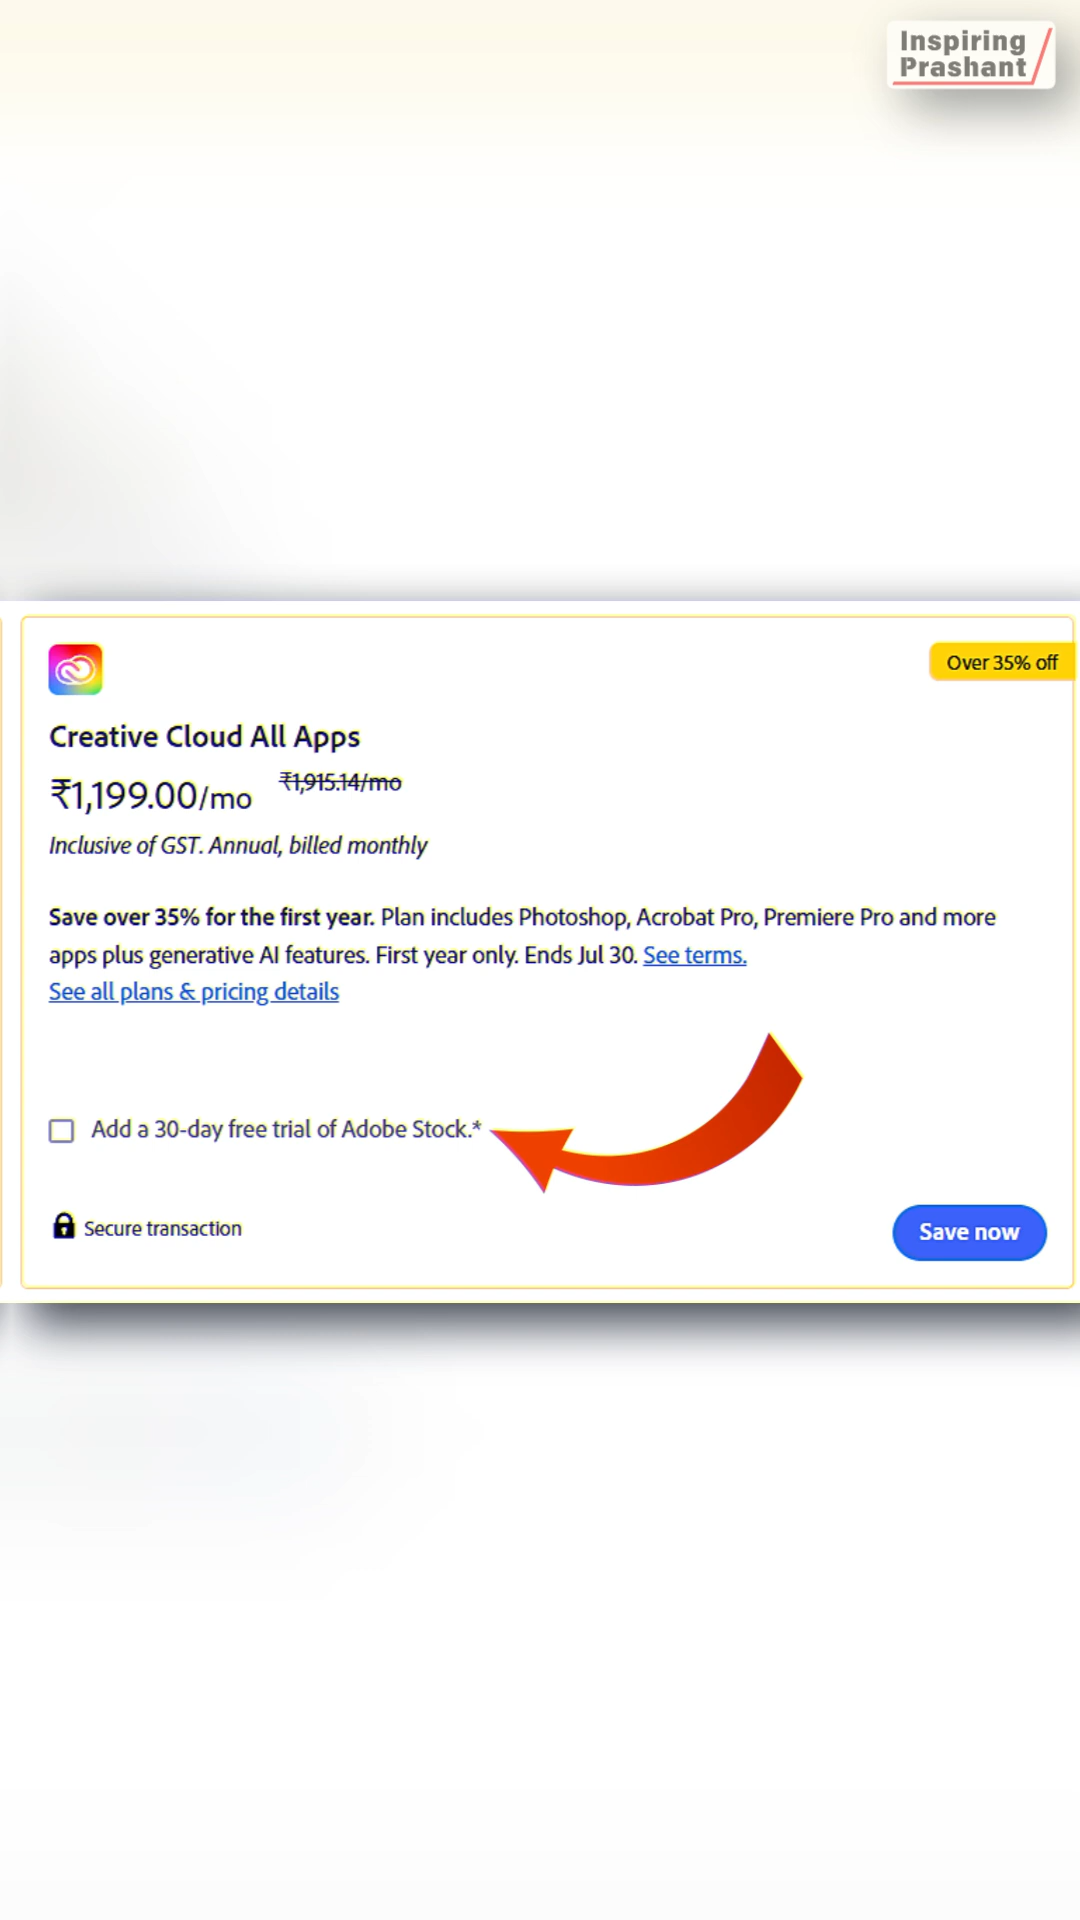 Inspiring
Prashant
Over 35% off
Creative Cloud All Apps
₹1,199.00/mo ₹1,915.14/mo
Inclusive of GST. Annual, billed monthly
Save over 35% for the first year. Plan includes Photoshop, Acrobat Pro, Premiere Pro and more
apps plus generative AI features. First year only. Ends Jul 30. See terms.
See all plans & pricing details
Add a 30-day free trial of Adobe Stock.*
Secure transaction
Save now